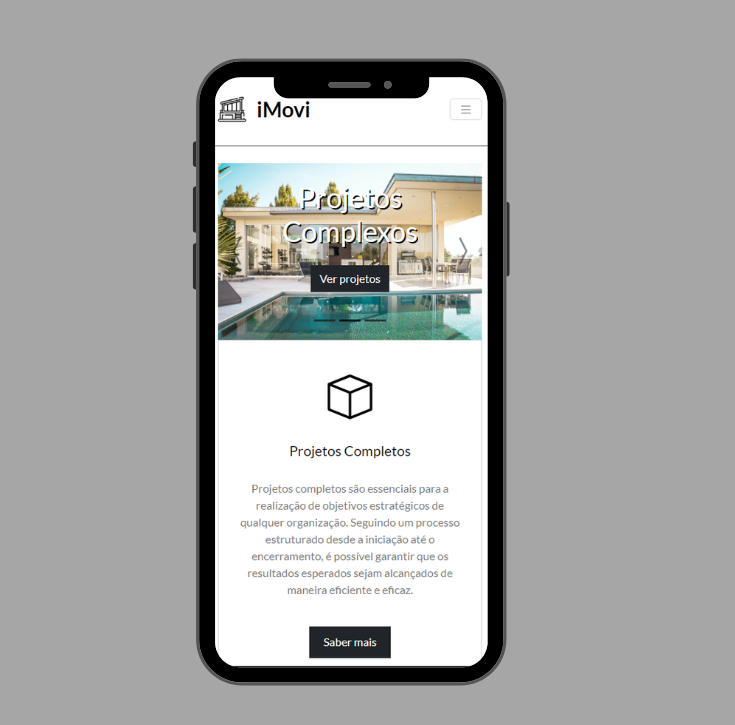 iMovi
Projetos
Complexos
Ver projetos
Projetos Completos
Projetos completos são essenciais para a
realização de objetivos estratégicos de
qualquer organização. Seguindo um processo
estruturado desde a iniciação até o
encerramento, é possível garantir que os
resultados esperados sejam alcançados de
maneira eficiente e eficaz.
Saber mais